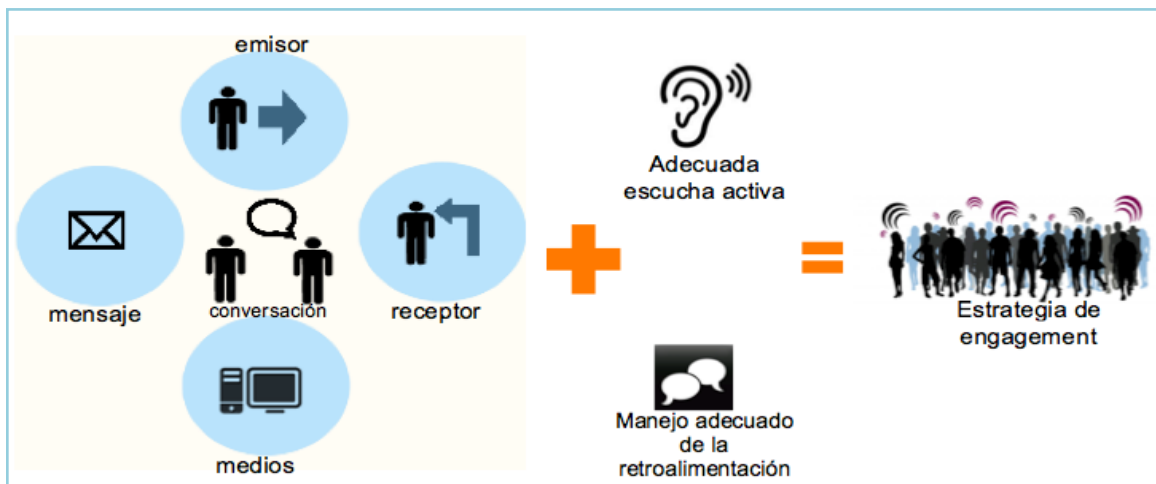 emisor
mensaje
conversación
receptor
medios
Adecuada
escucha activa
Manejo adecuado
de la
retroalimentación
Estrategia de
engagement